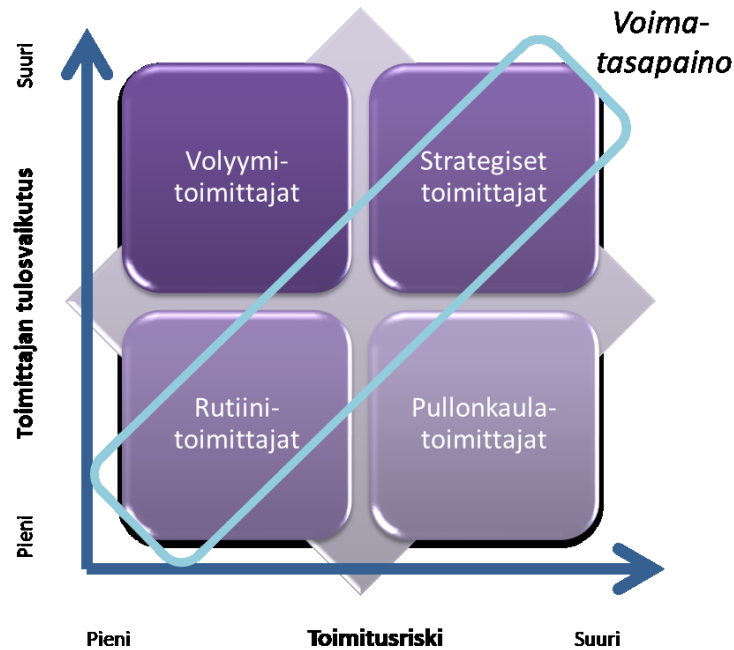 Voima-
tasapaino
Suuri
Toimittajan tulosvaikutus
Pieni
Volyymi-
toimittajat
Strategiset
toimittajat
Rutiini-
toimittajat
Pullonkaula-
toimittajat
Pieni
Toimitusriski
Suuri